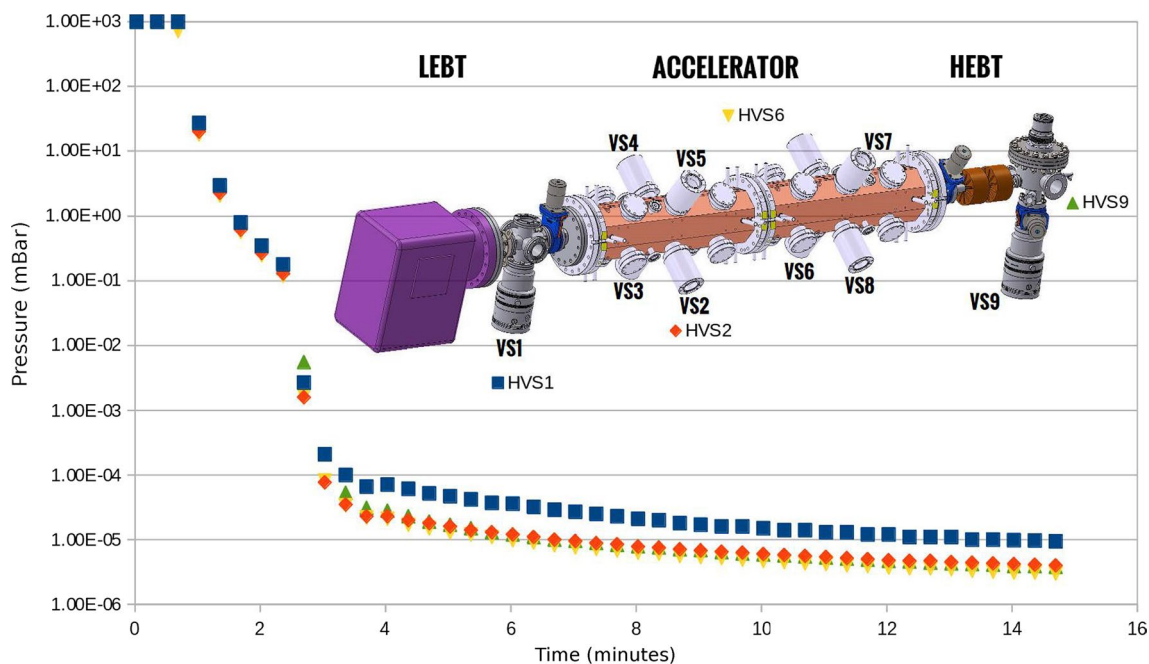 1.00E+03
1.00E+02
1.00E+01
1.00E+00
1.00E-01
1.00E-02
1.00E-03
1.00E-04
1.00E-05
1.00E-06
Pressure (mBar)
LEBT ACCELERATOR HEBT
HVS6
VS4
VS5
VS7
HVS9
VS3
VS2
VS6
VS8
VS9
HVS2
VS1
HVS1
0 2 4 6 8 10 12 14 16
Time (minutes)